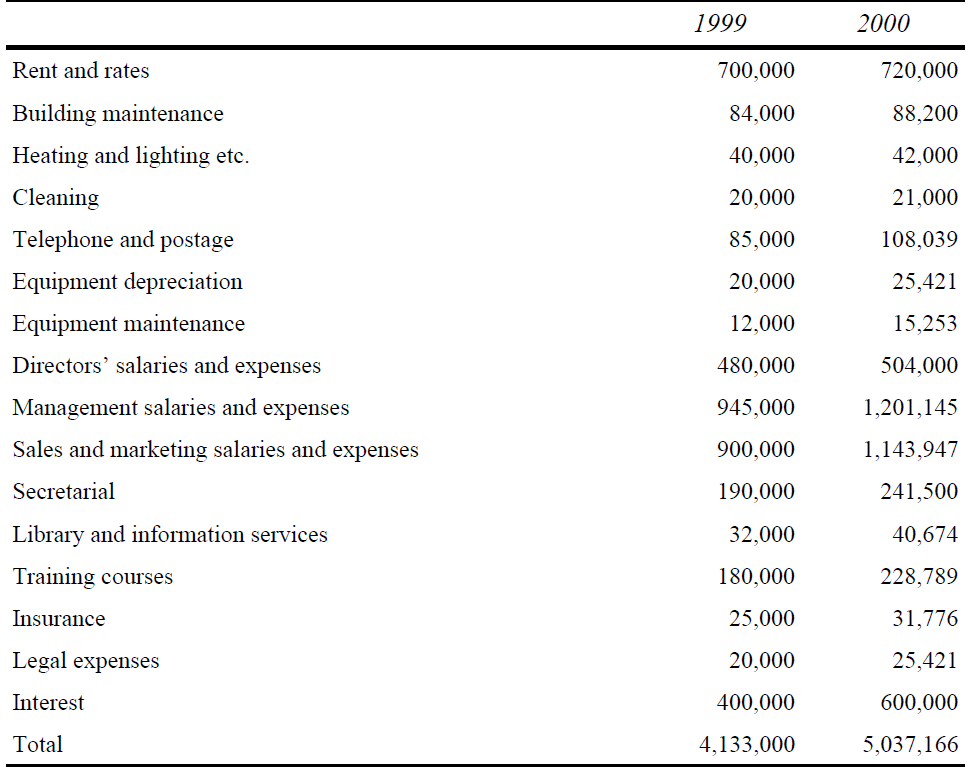 1999 2000
Rent and rates 700,000 720,000
Building maintenance 84,000 88,200
Heating and lighting etc. 40,000 42,000
Cleaning 20,000 21,000
Telephone and postage 85,000 108,039
Equipment depreciation 20,000 25,421
Equipment maintenance 12,000 15,253
Directors’ salaries and expenses 480,000 504,000
Management salaries and expenses 945,000 1,201,145
Sales and marketing salaries and expenses 900,000 1,143,947
Secretarial 190,000 241,500
Library and information services 32,000 40,674
Training courses 180,000 228,789
Insurance 25,000 31,776
Legal expenses 20,000 25,421
Interest 400,000 600,000
Total 4,133,000 5,037,166